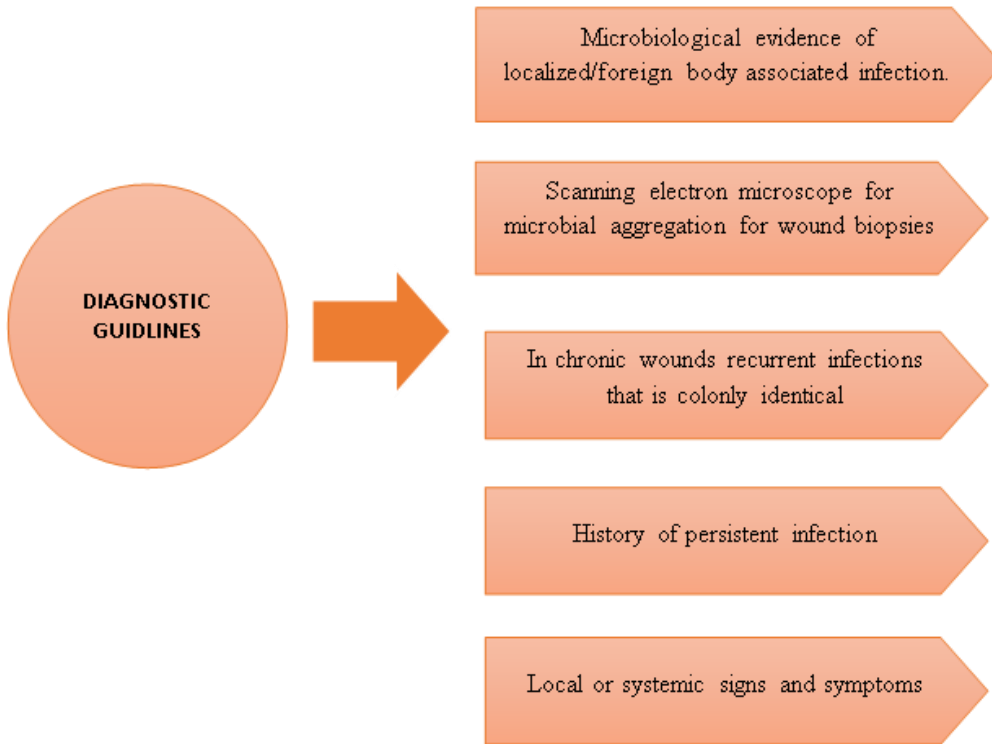 Microbiological evidence of
localized/foreign body associated infection.
Scanning electron microscope for
microbial aggregation for wound biopsies
DIAGNOSTIC
GUIDLINES
In chronic wounds recurrent infections
that is colonly identical
History of persistent infection
Local or systemic signs and symptoms